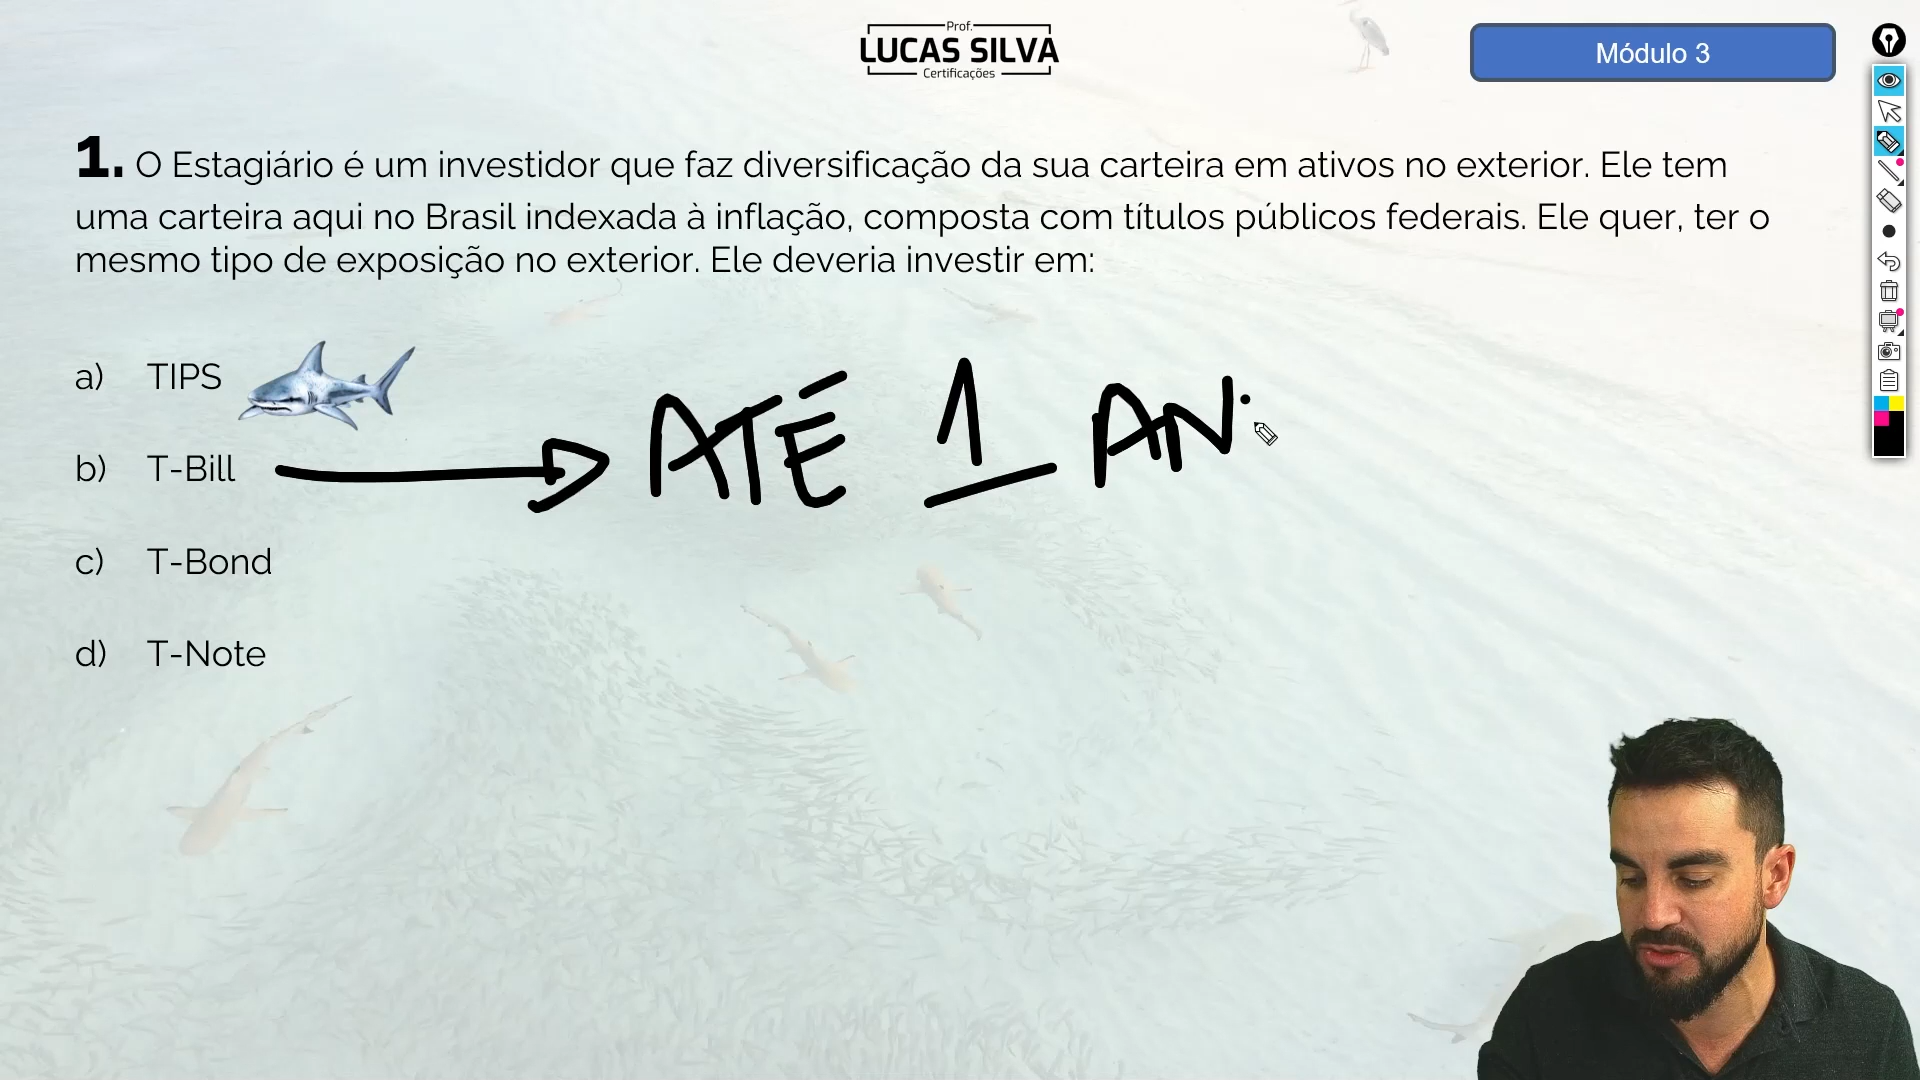 Prof.
LUCAS SILVA
Certificações
Módulo 3
1. O Estagiário é um investidor que faz diversificação da sua carteira em ativos no exterior. Ele tem
uma carteira aqui no Brasil indexada à inflação, composta com títulos públicos federais. Ele quer, ter o
mesmo tipo de exposição no exterior. Ele deveria investir em:
a) TIPS
b) T-Bill
ATÉ 1 AN
c) T-Bond
d) T-Note